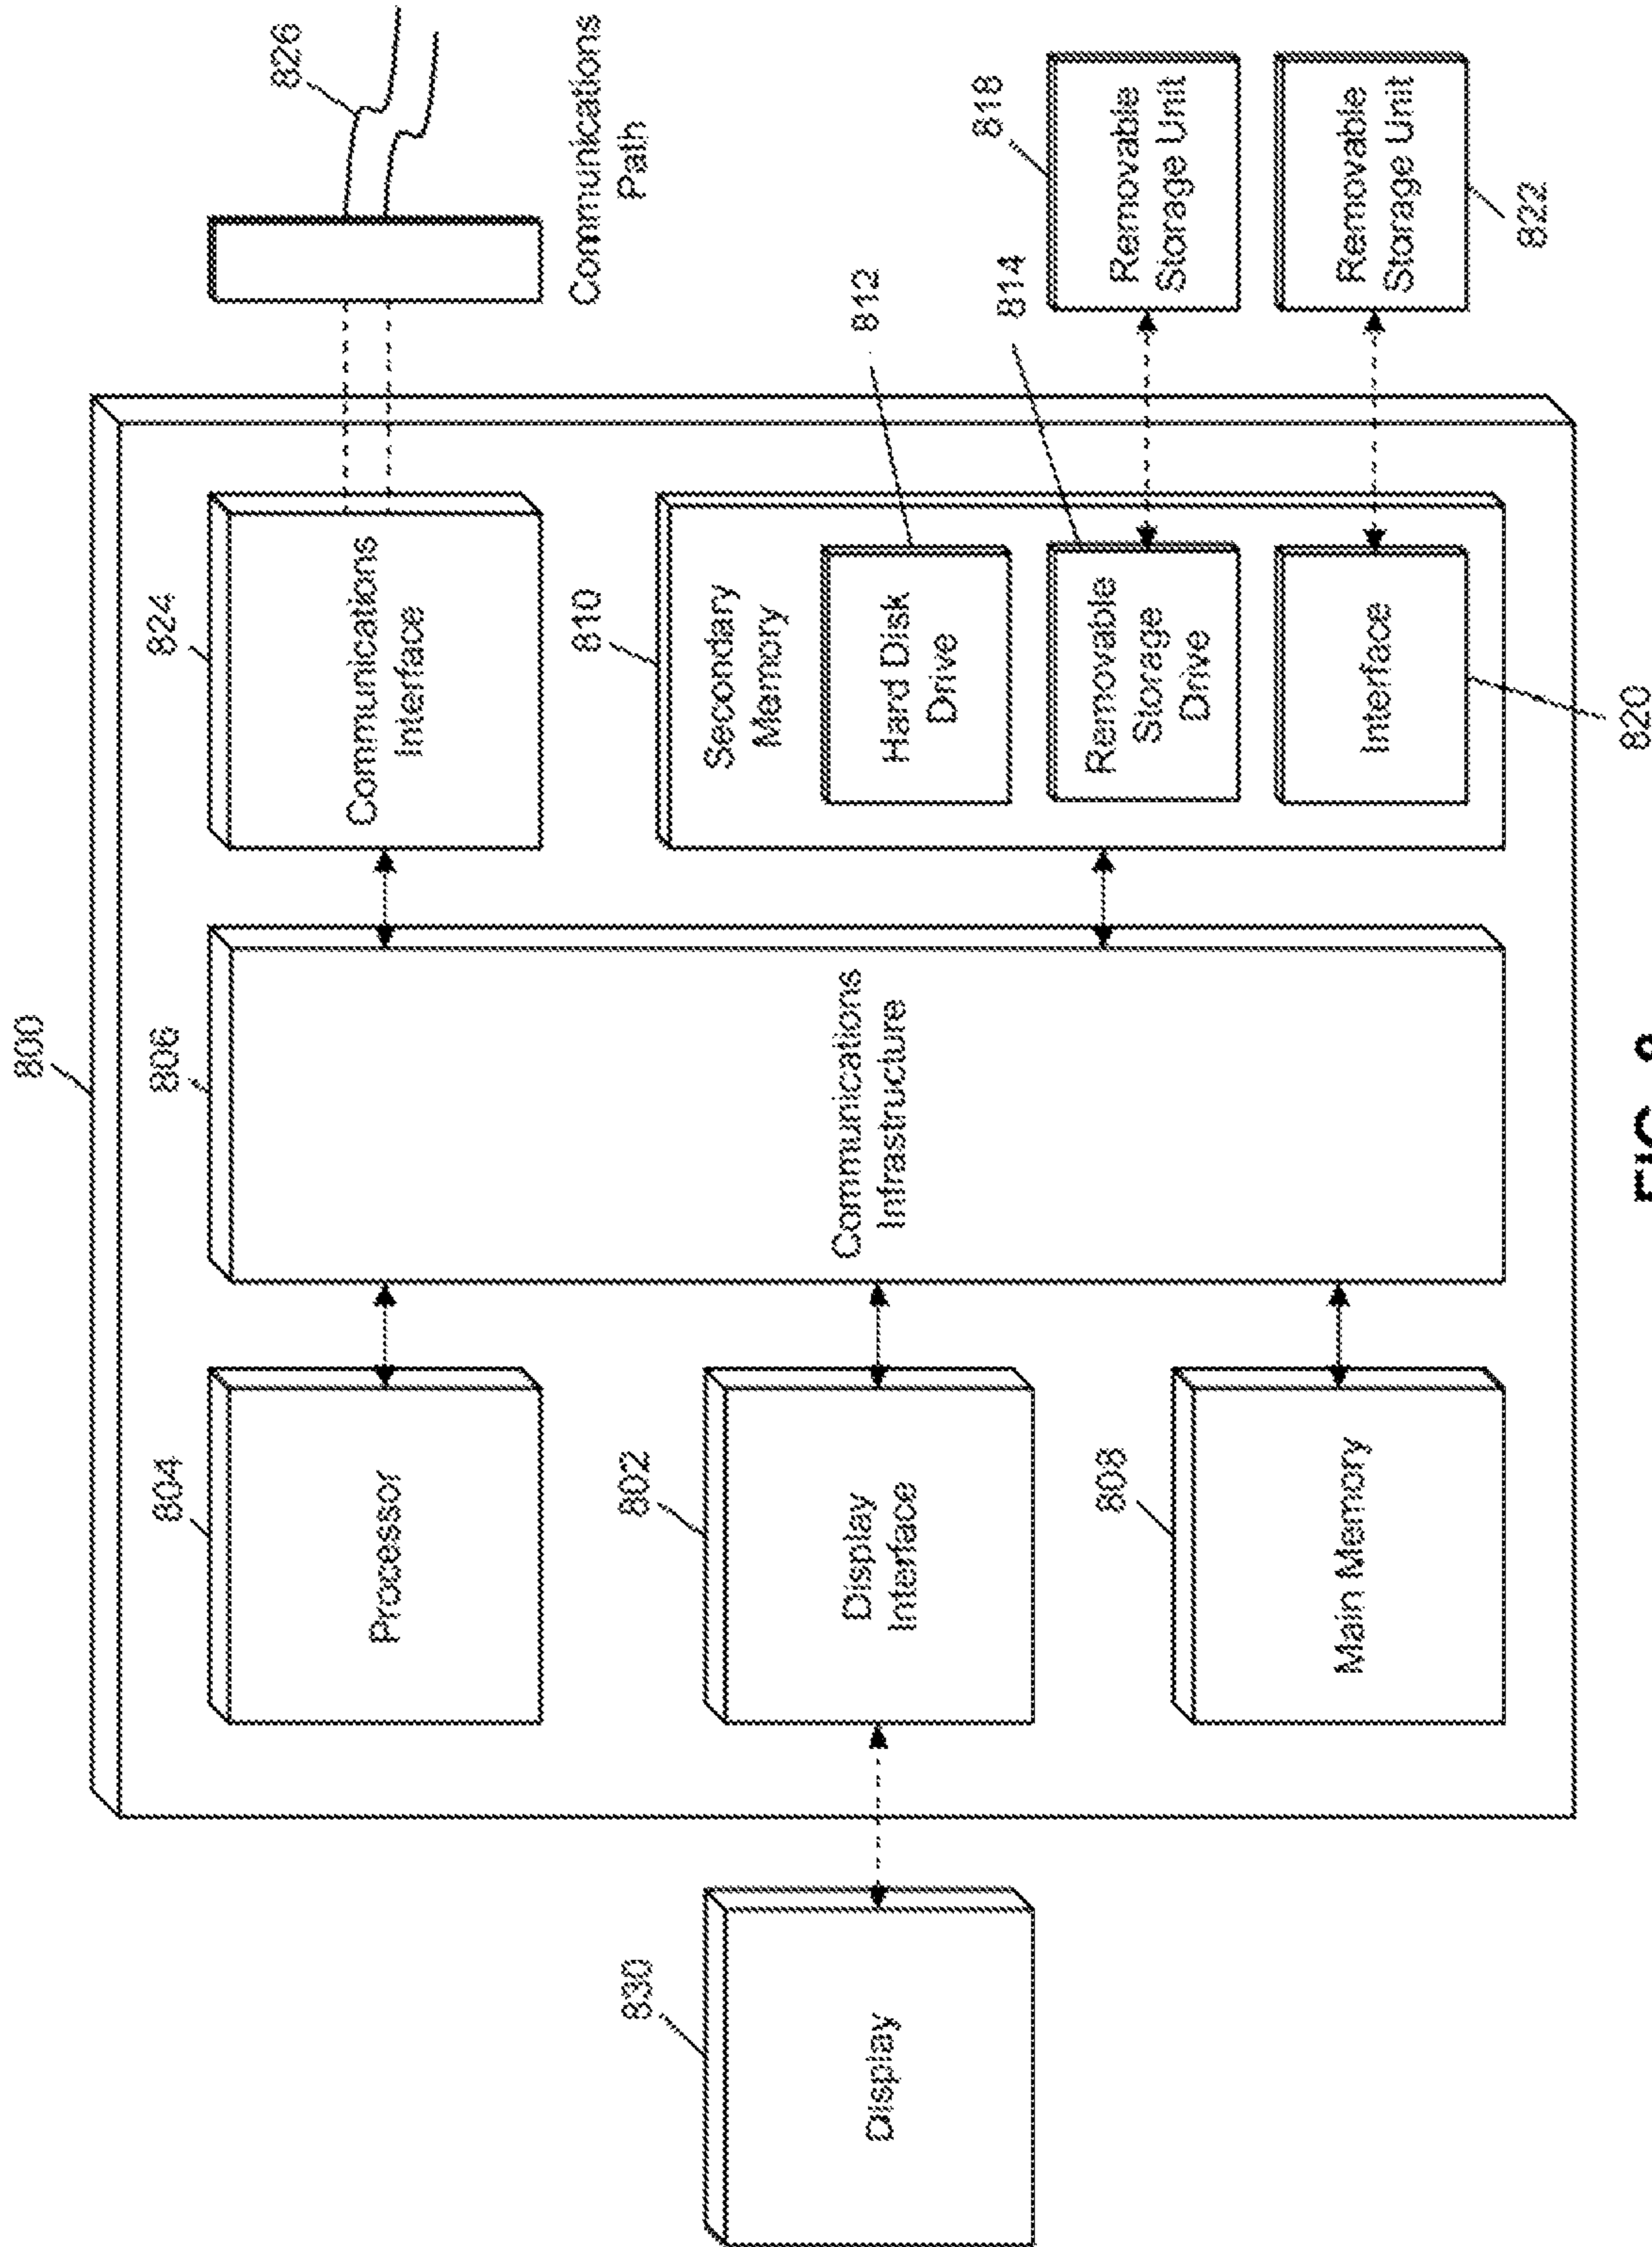 800
804
Processor
806
Communications
Infrastructure
824
Communications
Interface
826
Communications
Path
830
Display
802
Display
Interface
808
Main Memory
810
Secondary
Memory
812
Hard Disk
Drive
814
Removable
Storage
Drive
818
Removable
Storage Unit
Interface
820
Removable
Storage Unit
822